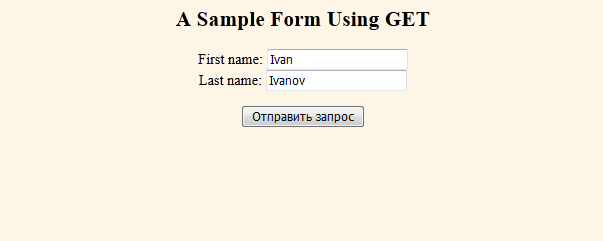 A Sample Form Using GET
First name: Ivan
Last name: Ivanov
Отправить запрос